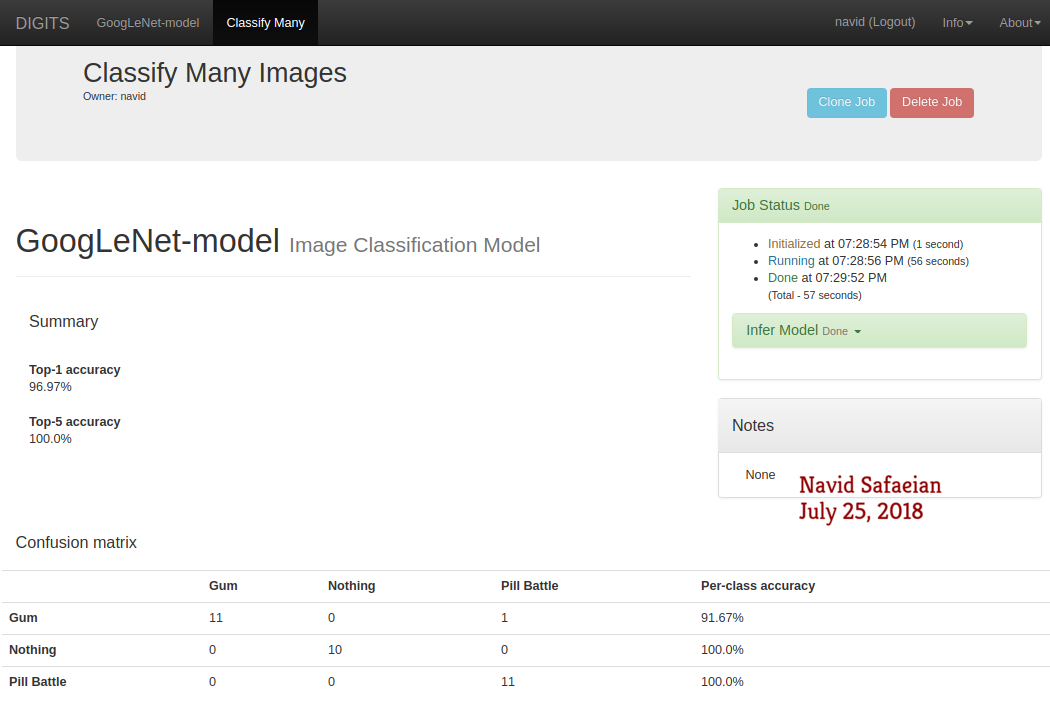 DIGITS GoogLeNet-model Classify Many navid (Logout) Info About
Classify Many Images
Owner: navid
Clone Job Delete Job
GoogLeNet-model Image Classification Model
Summary
Top-1 accuracy
96.97%
Top-5 accuracy
100.0%
Job Status Done
Initialized at 07:28:54 PM (1 second)
Running at 07:28:56 PM (56 seconds)
Done at 07:29:52 PM
(Total - 57 seconds)
Infer Model Done
Notes
None
Navid Safaeian
July 25, 2018
Confusion matrix
Gum Nothing Pill Battle Per-class accuracy
Gum 11 0 1 91.67%
Nothing 0 10 0 100.0%
Pill Battle 0 0 11 100.0%